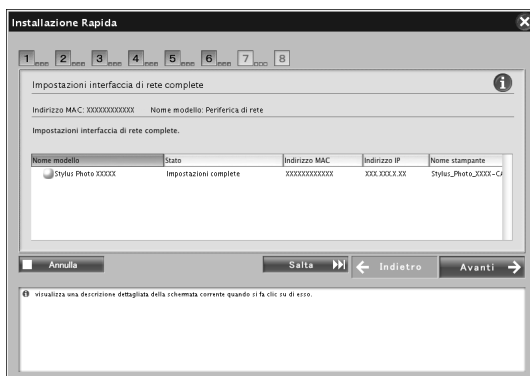 Installazione Rapida
1 2 3 4 5 6 7 8
Impostazioni interfaccia di rete complete
Indirizzo MAC: XXXXXXXXXXXX Nome modello: Periferica di rete
Impostazioni interfaccia di rete complete.
Nome modello Stato Indirizzo MAC Indirizzo IP Nome stampante
Stylus Photo XXXXX Impostazioni complete XXXXXXXXXXXX XXX.XXX.X.XX Stylus_Photo_XXXX-CA
Annulla Salta Indietro Avanti
visualizza una descrizione dettagliata della schermata corrente quando si fa clic su di esso.